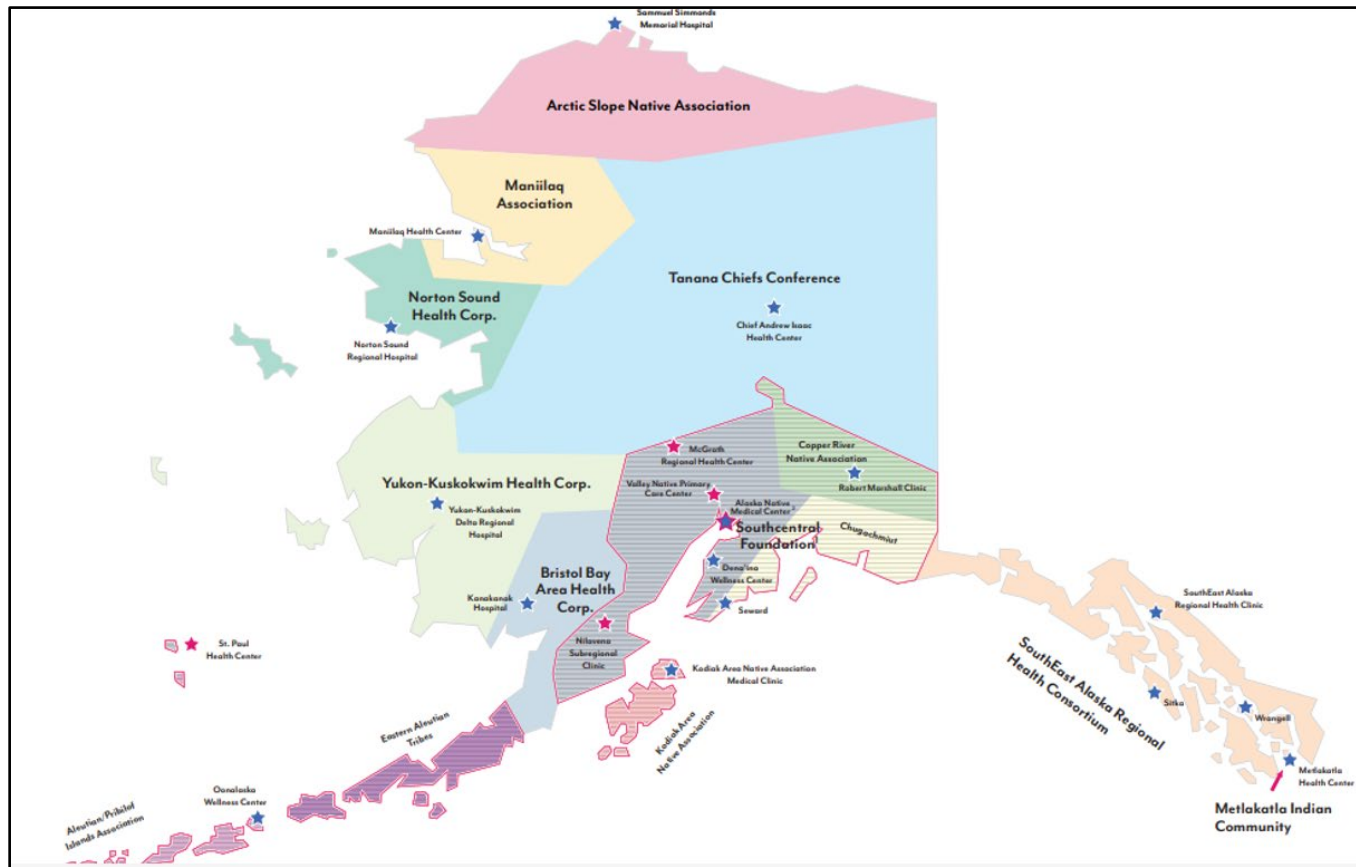 Sammuel Simmonds
Memorial Hospital
Arctic Slope Native Association
Maniilaq
Association
Maniilaq Health Center
Tanana Chiefs Conference
Norton Sound
Health Corp.
Chief Andrew Isaac
Health Center
Norton Sound
Regional Hospital
McGrath
Regional Health Center
Copper River
Native Association
Robert Marshall Clinic
Yukon-Kuskokwim Health Corp.
Valley Native Primary
Care Center
Yukon-Kuskokwim
Delta Regional
Hospital
Alaska Native
Medical Center 2
Southcentral
Foundation1
Chugachmiut
Bristol Bay
Area Health
Corp.
Dena'ina
Wellness Center
Kanakanak
Hospital
Seward
SouthEast Alaska
Regional Health Clinic
St. Paul
Health Center
Nilavena
Subregional
Clinic
Kodiak Area Native Association
Medical Clinic
SouthEast Alaska Regional
Health Consortium
Sitka
Wrangell
Eastern Aleutian
Tribes
Kodiak Area
Native Association
Metlakatla
Health Center
Oonalaska
Wellness Center
Metlakatla Indian
Community
Aleutian/Pribilof
Islands Association